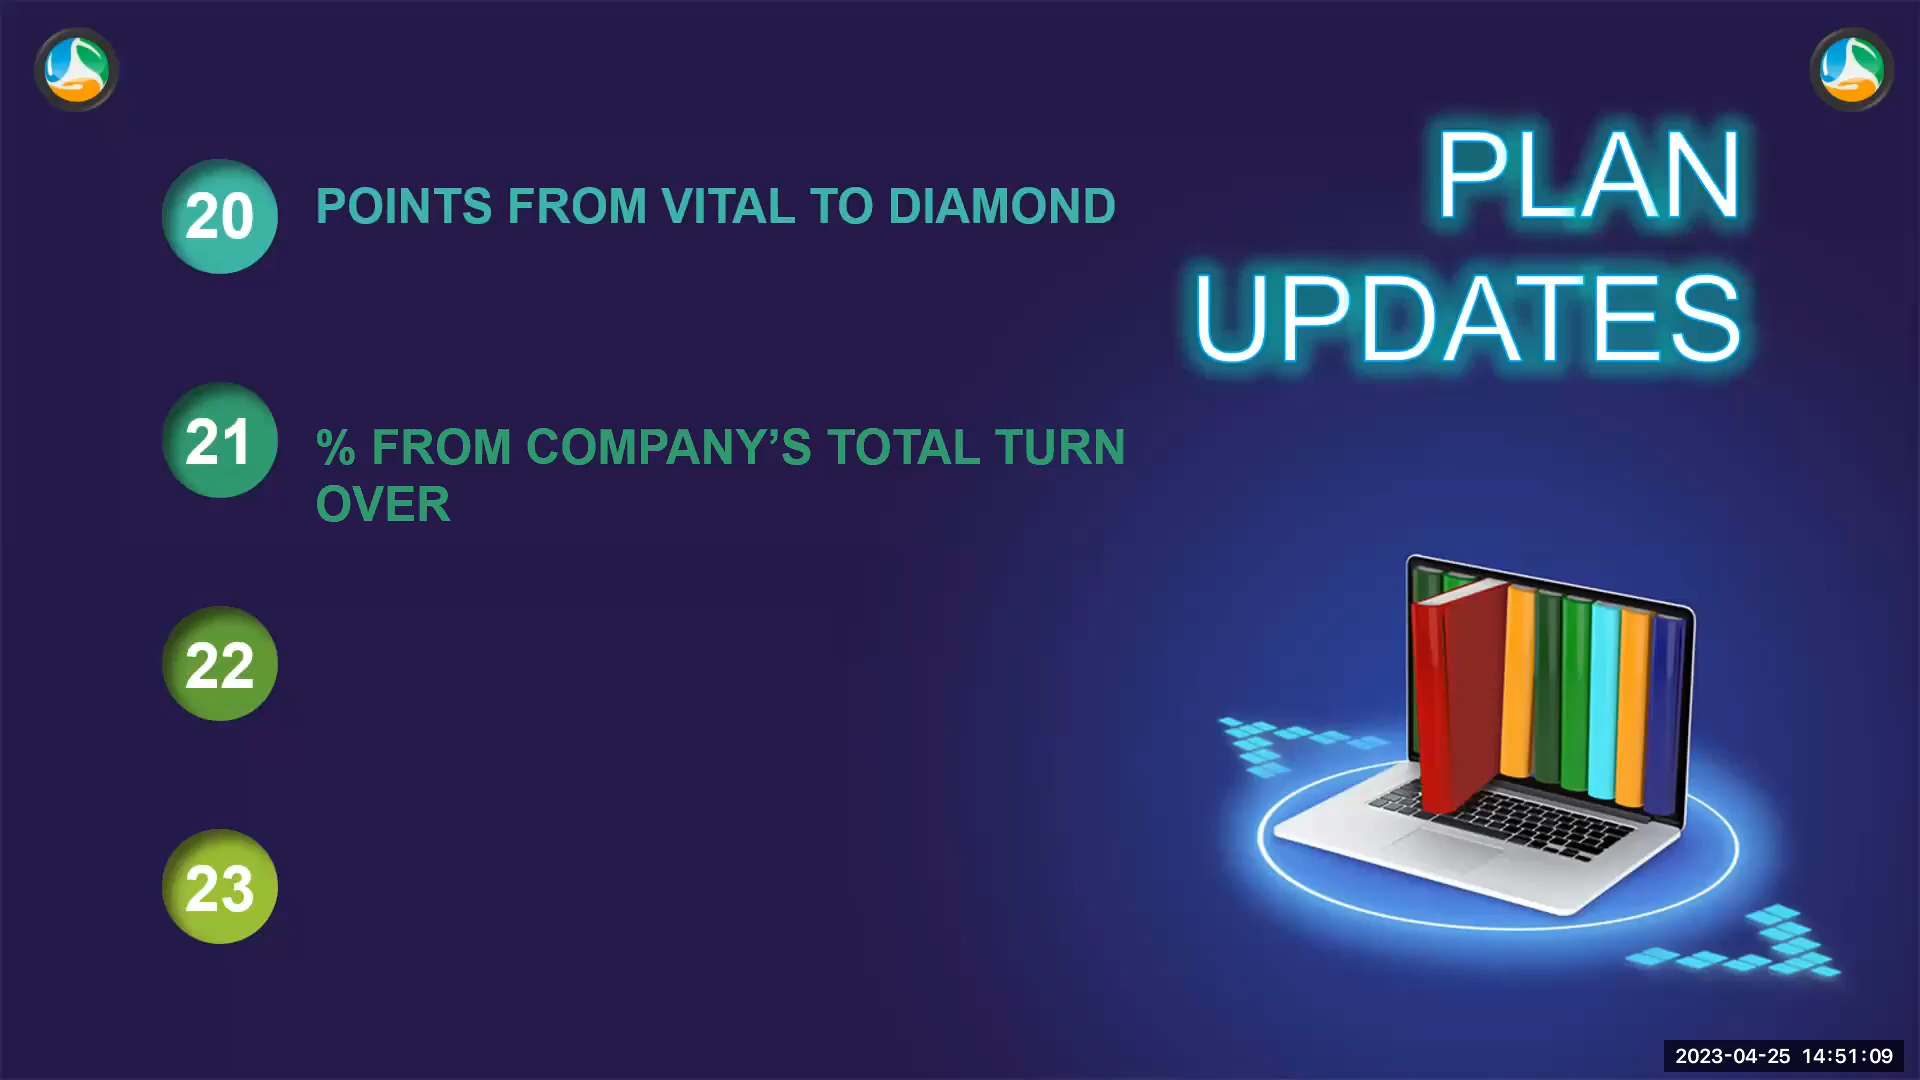 PLAN
UPDATES
20 POINTS FROM VITAL TO DIAMOND
21 % FROM COMPANY’S TOTAL TURN
OVER
22
23
2023-04-25 14:51:09